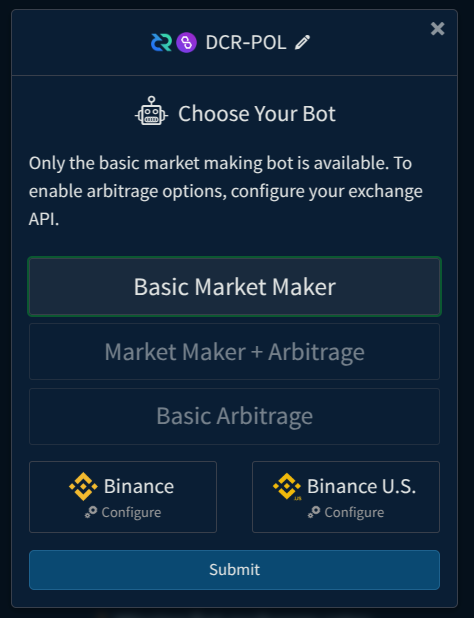 DCR-POL
Choose Your Bot
Only the basic market making bot is available. To
enable arbitrage options, configure your exchange
API.
Basic Market Maker
Market Maker + Arbitrage
Basic Arbitrage
Binance
Configure
Binance U.S.
Configure
Submit